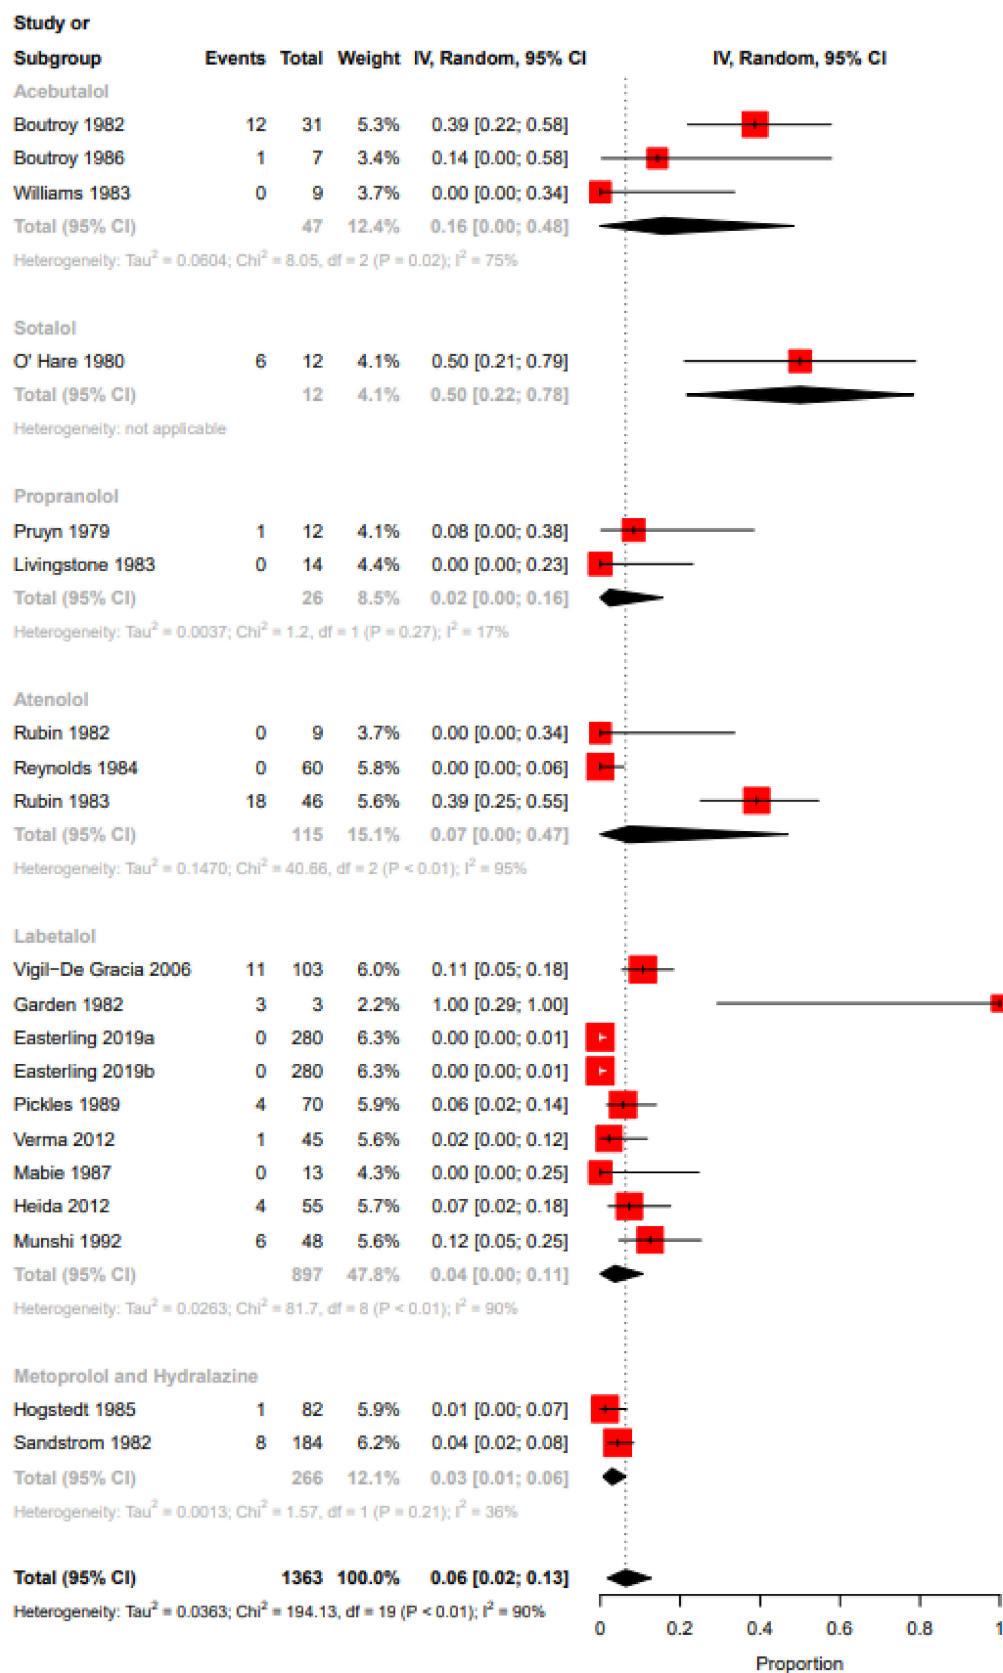 Study or
Subgroup Events Total Weight IV, Random, 95% CI IV, Random, 95% CI
Acebutalol
Boutroy 1982 12 31 5.3% 0.39 [0.22; 0.58]
Boutroy 1986 1 7 3.4% 0.14 [0.00; 0.58]
Williams 1983 0 9 3.7% 0.00 [0.00; 0.34]
Total (95% CI) 47 12.4% 0.16 [0.00; 0.48]
Heterogeneity: Tau² = 0.0604; Chi² = 8.05, df = 2 (P = 0.02); I² = 75%
Sotalol
O' Hare 1980 6 12 4.1% 0.50 [0.21; 0.79]
Total (95% CI) 12 4.1% 0.50 [0.22; 0.78]
Heterogeneity: not applicable
Propranolol
Pruyn 1979 1 12 4.1% 0.08 [0.00; 0.38]
Livingstone 1983 0 14 4.4% 0.00 [0.00; 0.23]
Total (95% CI) 26 8.5% 0.02 [0.00; 0.16]
Heterogeneity: Tau² = 0.0037; Chi² = 1.2, df = 1 (P = 0.27); I² = 17%
Atenolol
Rubin 1982 0 9 3.7% 0.00 [0.00; 0.34]
Reynolds 1984 0 60 5.8% 0.00 [0.00; 0.06]
Rubin 1983 18 46 5.6% 0.39 [0.25; 0.55]
Total (95% CI) 115 15.1% 0.07 [0.00; 0.47]
Heterogeneity: Tau² = 0.1470; Chi² = 40.66, df = 2 (P < 0.01); I² = 95%
Labetalol
Vigil−De Gracia 2006 11 103 6.0% 0.11 [0.05; 0.18]
Garden 1982 3 3 2.2% 1.00 [0.29; 1.00]
Easterling 2019a 0 280 6.3% 0.00 [0.00; 0.01]
Easterling 2019b 0 280 6.3% 0.00 [0.00; 0.01]
Pickles 1989 4 70 5.9% 0.06 [0.02; 0.14]
Verma 2012 1 45 5.6% 0.02 [0.00; 0.12]
Mabie 1987 0 13 4.3% 0.00 [0.00; 0.25]
Heida 2012 4 55 5.7% 0.07 [0.02; 0.18]
Munshi 1992 6 48 5.6% 0.12 [0.05; 0.25]
Total (95% CI) 897 47.8% 0.04 [0.00; 0.11]
Heterogeneity: Tau² = 0.0263; Chi² = 81.7, df = 8 (P < 0.01); I² = 90%
Metoprolol and Hydralazine
Hogstedt 1985 1 82 5.9% 0.01 [0.00; 0.07]
Sandstrom 1982 8 184 6.2% 0.04 [0.02; 0.08]
Total (95% CI) 266 12.1% 0.03 [0.01; 0.06]
Heterogeneity: Tau² = 0.0013; Chi² = 1.57, df = 1 (P = 0.21); I² = 36%
Total (95% CI) 1363 100.0% 0.06 [0.02; 0.13]
Heterogeneity: Tau² = 0.0363; Chi² = 194.13, df = 19 (P < 0.01); I² = 90%
0 0.2 0.4 0.6 0.8 1
Proportion